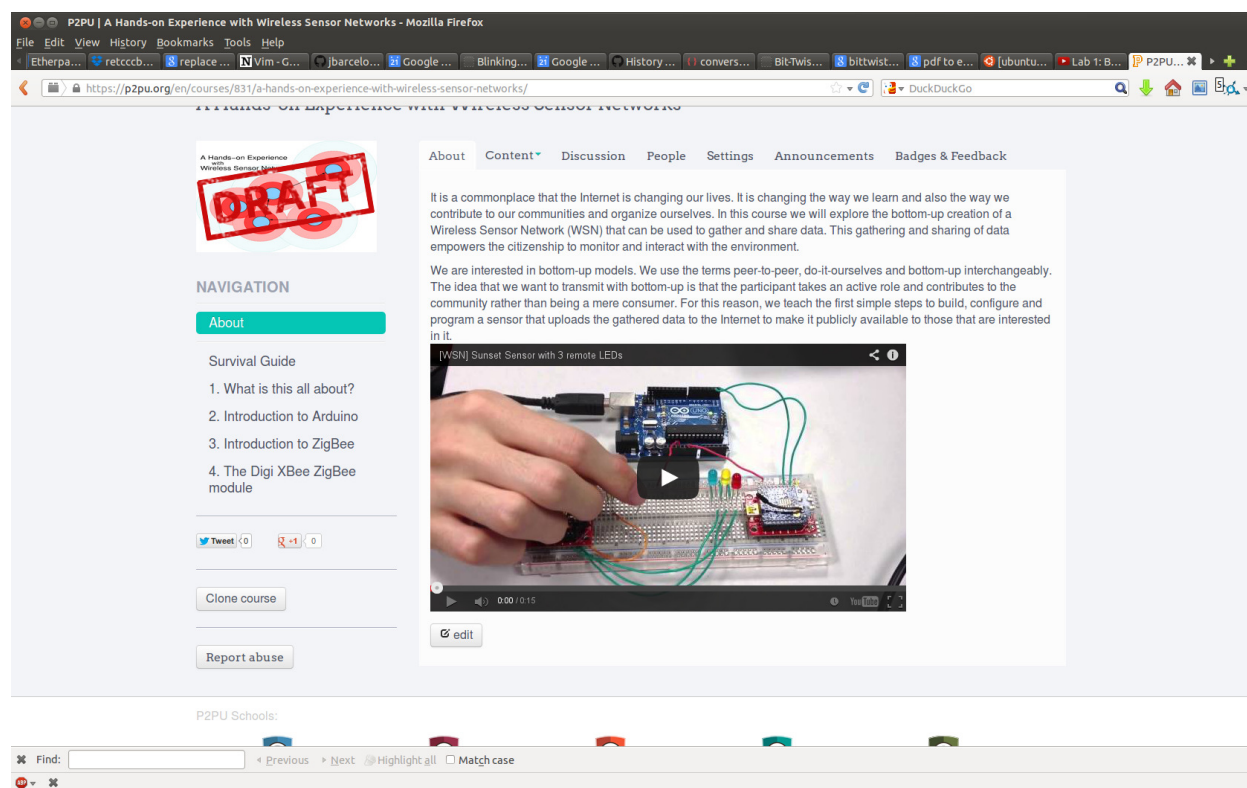 P2PU | A Hands-on Experience with Wireless Sensor Networks - Mozilla Firefox
File Edit View History Bookmarks Tools Help
Etherpa... retcccb... replace ... Vim - G... jbarcelo... Google ... Blinking... Google ... History ... convers... Bit-Twis... bittwist... pdf to e... [ubuntu... Lab 1: B... P2PU...
https://p2pu.org/en/courses/831/a-hands-on-experience-with-wireless-sensor-networks/ DuckDuckGo
A Hands-on Experience with Wireless Sensor Networks
A Hands-on Experience
with
Wireless Sensor Networks
DRAFT
NAVIGATION
About
Survival Guide
1. What is this all about?
2. Introduction to Arduino
3. Introduction to ZigBee
4. The Digi XBee ZigBee
module
Tweet 0 +1 0
Clone course
Report abuse
About Content Discussion People Settings Announcements Badges & Feedback
It is a commonplace that the Internet is changing our lives. It is changing the way we learn and also the way we
contribute to our communities and organize ourselves. In this course we will explore the bottom-up creation of a
Wireless Sensor Network (WSN) that can be used to gather and share data. This gathering and sharing of data
empowers the citizenship to monitor and interact with the environment.
We are interested in bottom-up models. We use the terms peer-to-peer, do-it-ourselves and bottom-up interchangeably.
The idea that we want to transmit with bottom-up is that the participant takes an active role and contributes to the
community rather than being a mere consumer. For this reason, we teach the first simple steps to build, configure and
program a sensor that uploads the gathered data to the Internet to make it publicly available to those that are interested
in it.
[WSN] Sunset Sensor with 3 remote LEDs
UNO
0:00 / 0:15 YouTube
edit
P2PU Schools:
Find: Previous Next Highlight all Match case
ABP